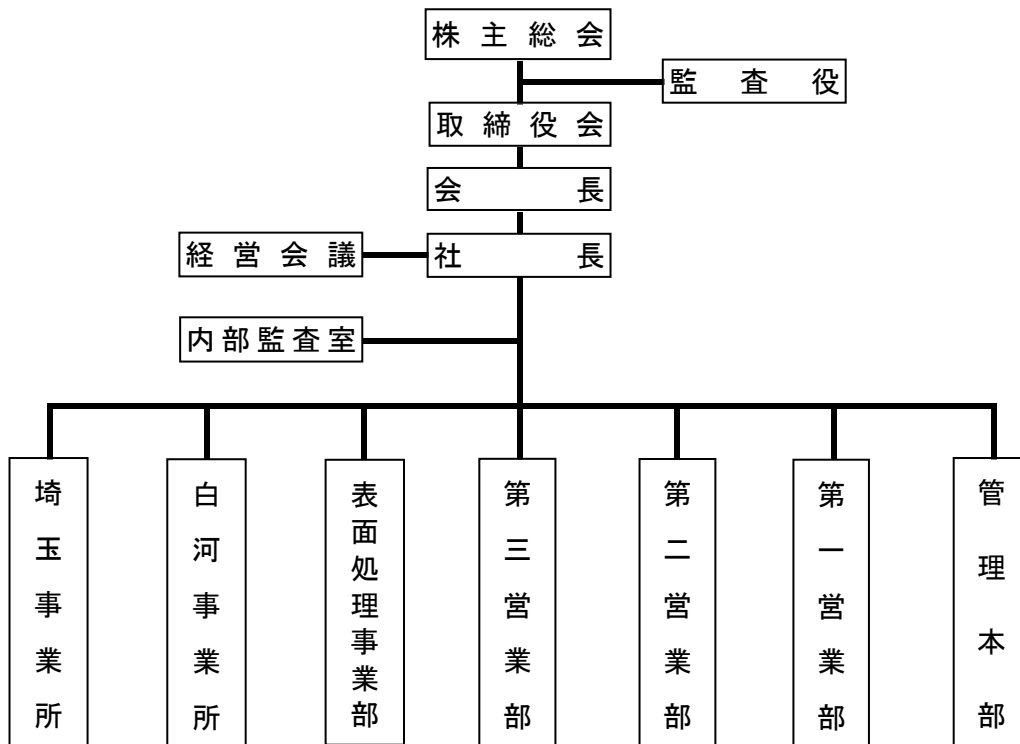 株主総会
監査役
取締役会
会長
経営会議
社長
内部監査室
埼玉事業所
白河事業所
表面処理事業部
第三営業部
第二営業部
第一営業部
管理本部